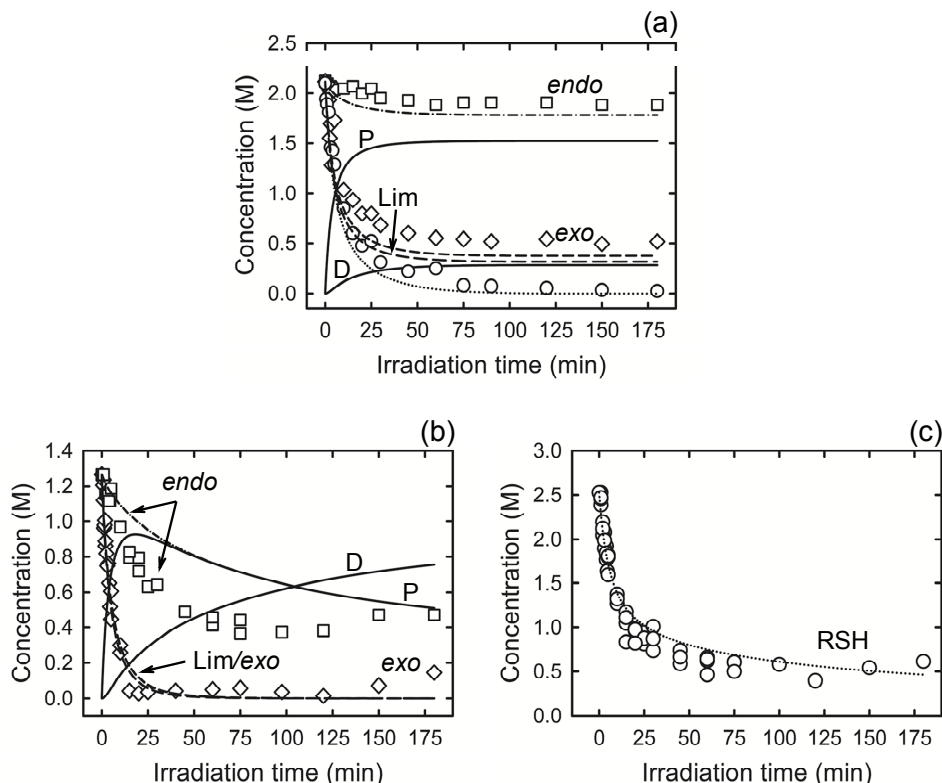 (a)
2.5
2.0
1.5
1.0
0.5
0.0
Concentration (M)
endo
P
Lim
exo
D
0 25 50 75 100 125 150 175
Irradiation time (min)
(b)
1.4
1.2
1.0
0.8
0.6
0.4
0.2
0.0
Concentration (M)
endo
D
P
Lim/exo
exo
0 25 50 75 100 125 150 175
Irradiation time (min)
(c)
3.0
2.5
2.0
1.5
1.0
0.5
0.0
Concentration (M)
RSH
0 25 50 75 100 125 150 175
Irradiation time (min)